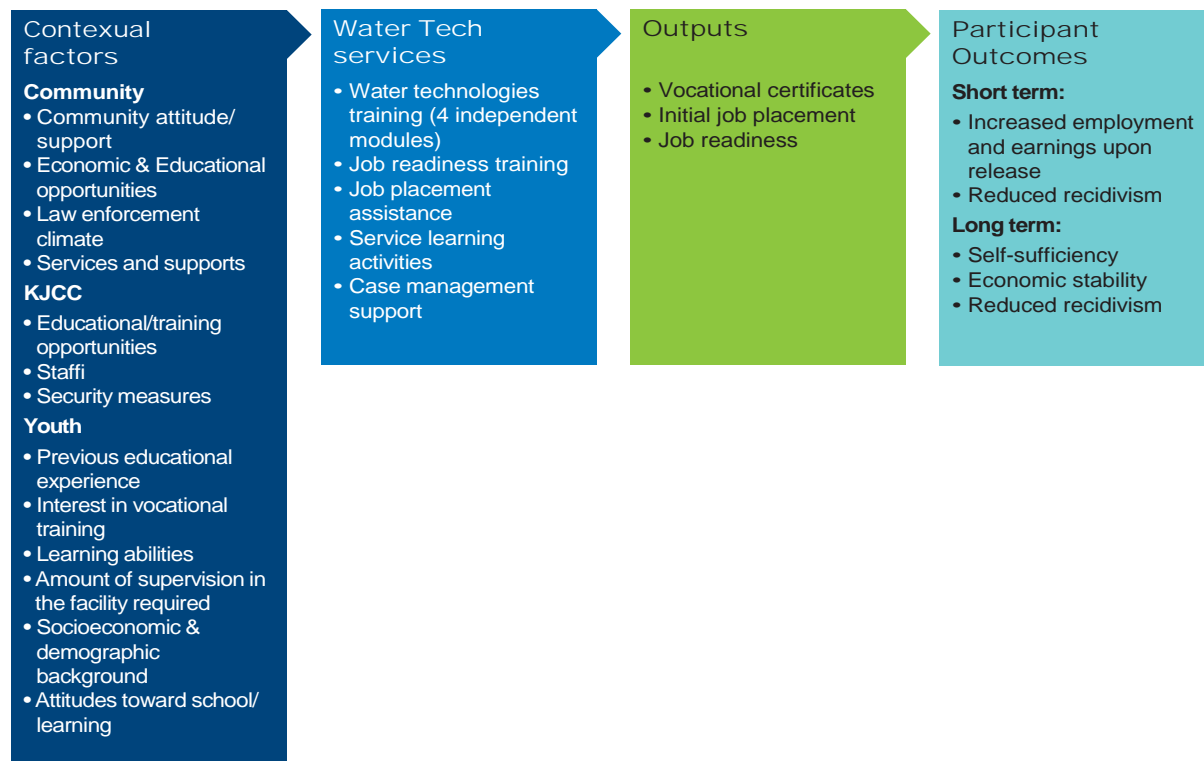 Contexual
factors
Community
• Community attitude/
support
• Economic & Educational
opportunities
• Law enforcement
climate
• Services and supports
KJCC
• Educational/training
opportunities
• Staffi
• Security measures
Youth
• Previous educational
experience
• Interest in vocational
training
• Learning abilities
• Amount of supervision in
the facility required
• Socioeconomic &
demographic
background
• Attitudes toward school/
learning
Water Tech
services
• Water technologies
training (4 independent
modules)
• Job readiness training
• Job placement
assistance
• Service learning
activities
• Case management
support
Outputs
• Vocational certificates
• Initial job placement
• Job readiness
Participant
Outcomes
Short term:
• Increased employment
and earnings upon
release
• Reduced recidivism
Long term:
• Self-sufficiency
• Economic stability
• Reduced recidivism